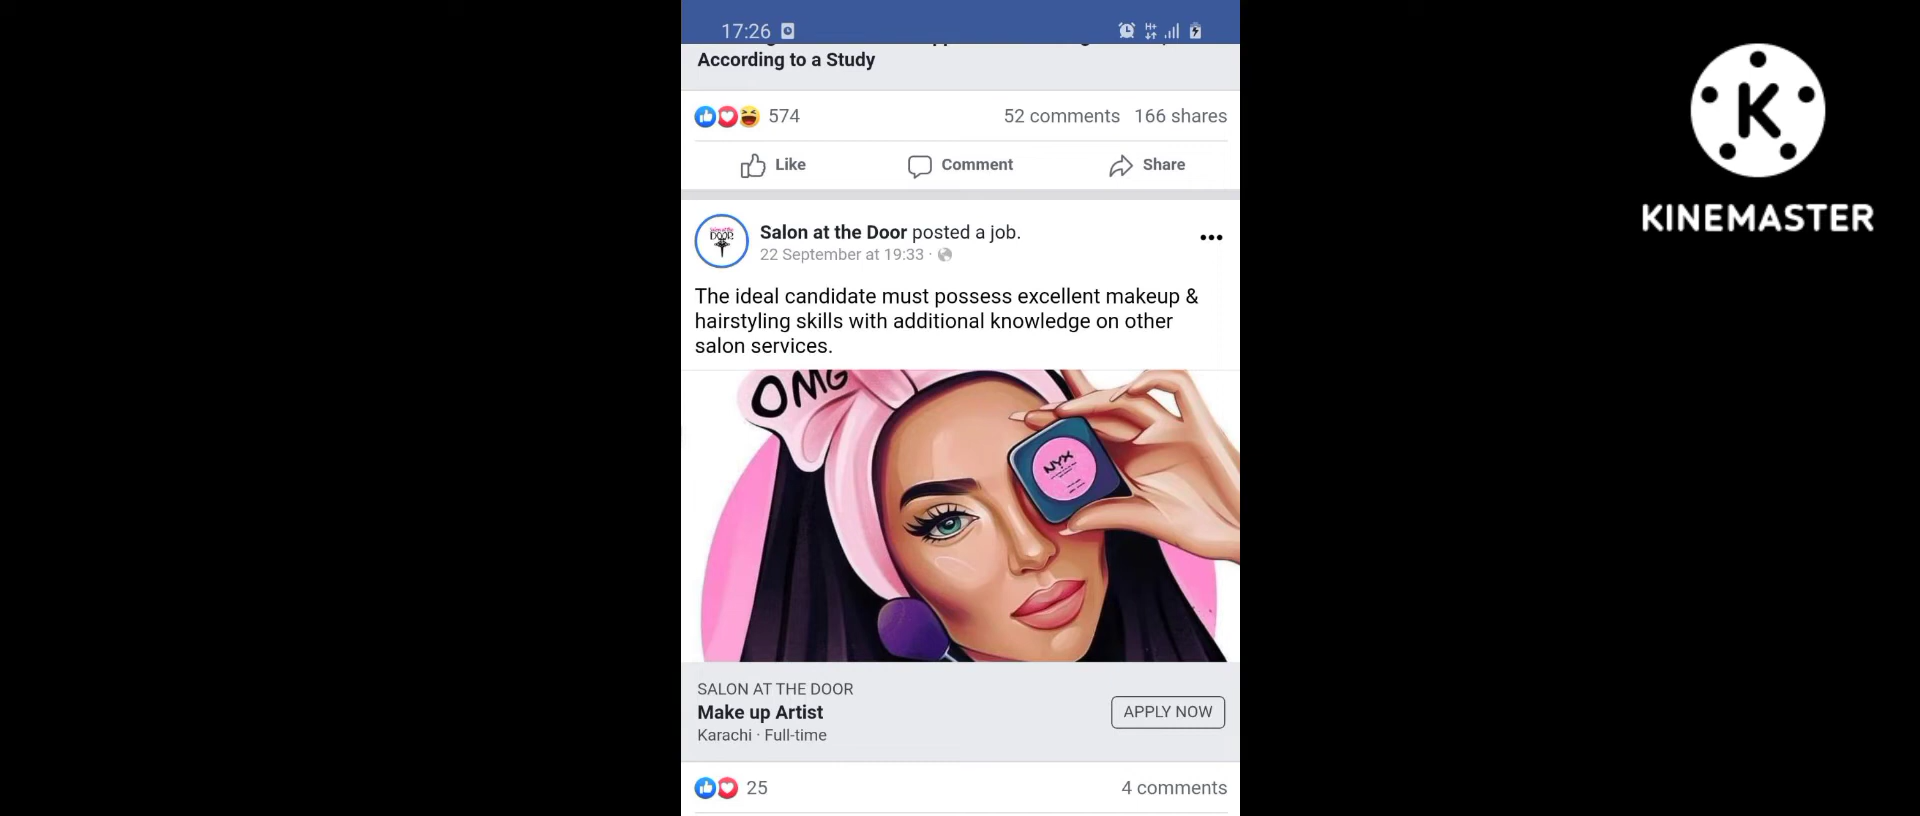 17:26
According to a Study
574
52 comments 166 shares
Like
Comment
Share
KINEMASTER
Salon at the Door posted a job.
22 September at 19:33 ·
The ideal candidate must possess excellent makeup &
hairstyling skills with additional knowledge on other
salon services.
OMG
NYX
SALON AT THE DOOR
Make up Artist
Karachi · Full-time
APPLY NOW
25
4 comments